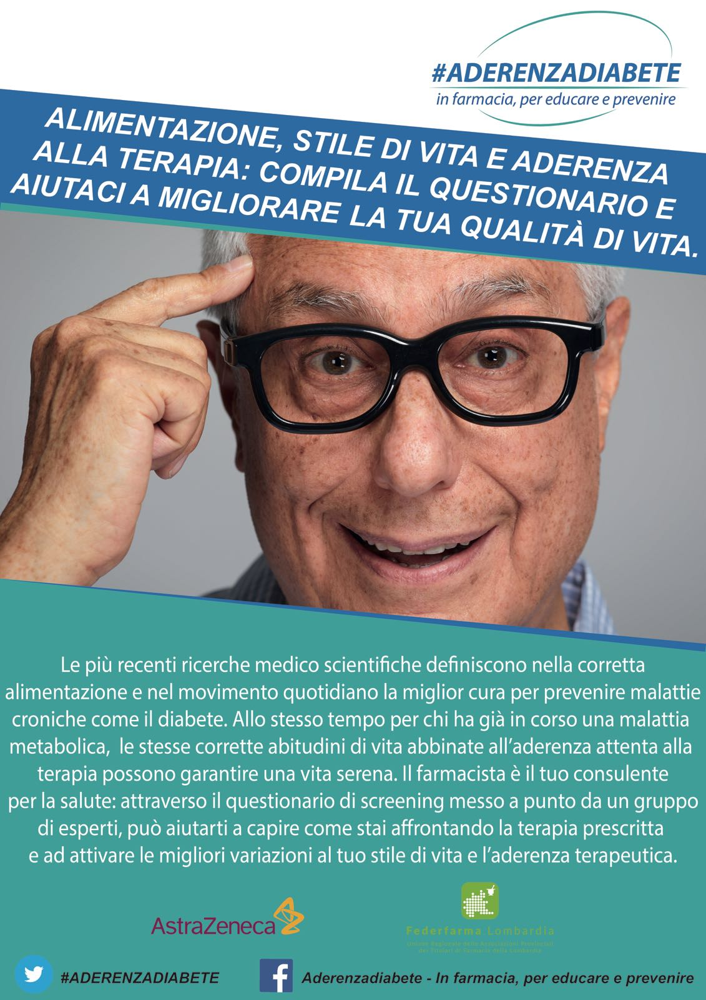 #ADERENZADIABETE
in farmacia, per educare e prevenire
ALIMENTAZIONE, STILE DI VITA E ADERENZA
ALLA TERAPIA: COMPILA IL QUESTIONARIO E
AIUTACI A MIGLIORARE LA TUA QUALITÀ DI VITA.
Le più recenti ricerche medico scientifiche definiscono nella corretta
alimentazione e nel movimento quotidiano la miglior cura per prevenire malattie
croniche come il diabete. Allo stesso tempo per chi ha già in corso una malattia
metabolica, le stesse corrette abitudini di vita abbinate all'aderenza attenta alla
terapia possono garantire una vita serena. Il farmacista è il tuo consulente
per la salute: attraverso il questionario di screening messo a punto da un gruppo
di esperti, può aiutarti a capire come stai affrontando la terapia prescritta
e ad attivare le migliori variazioni al tuo stile di vita e l'aderenza terapeutica.
AstraZeneca
Federfarma Lombardia
Unione Regionale delle Associazioni Provinciali
dei Titolari di Farmacia della Lombardia
#ADERENZADIABETE
Aderenzadiabete - In farmacia, per educare e prevenire